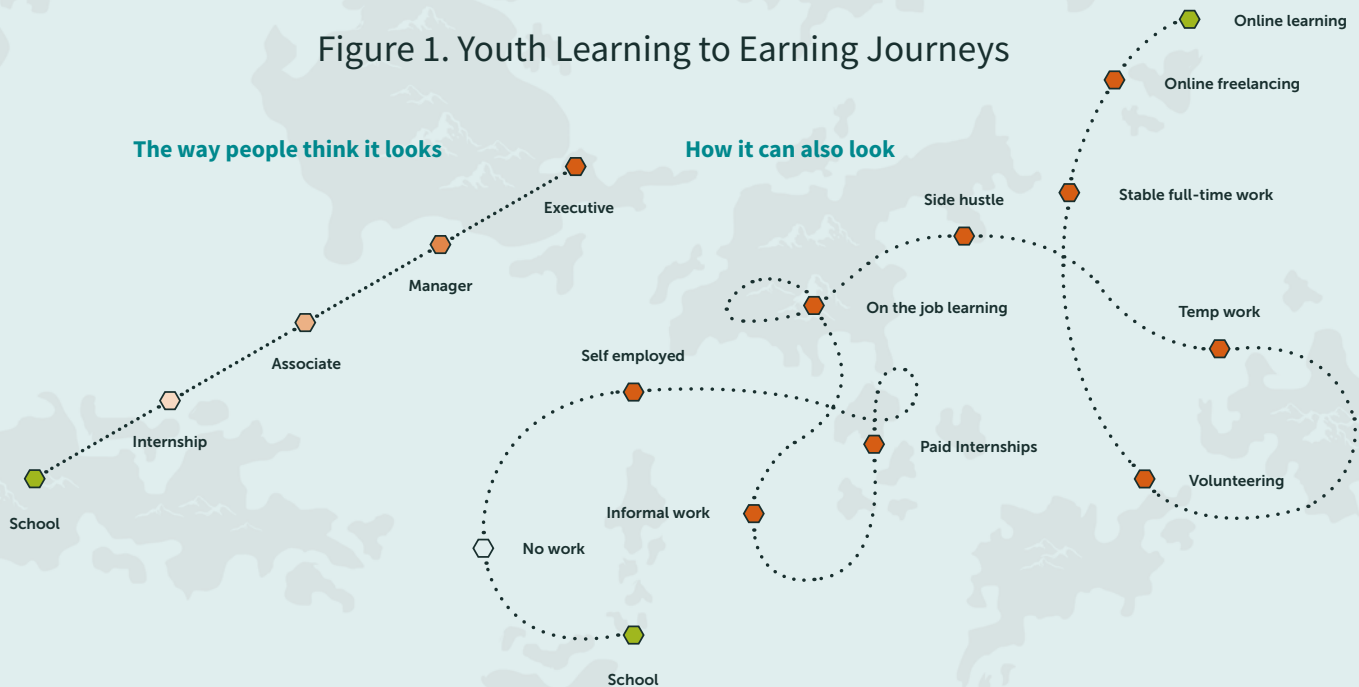 Figure 1. Youth Learning to Earning Journeys
The way people think it looks
Executive
Manager
Associate
Internship
School
How it can also look
Online learning
Online freelancing
Stable full-time work
Side hustle
On the job learning
Temp work
Self employed
Paid Internships
Volunteering
Informal work
No work
School